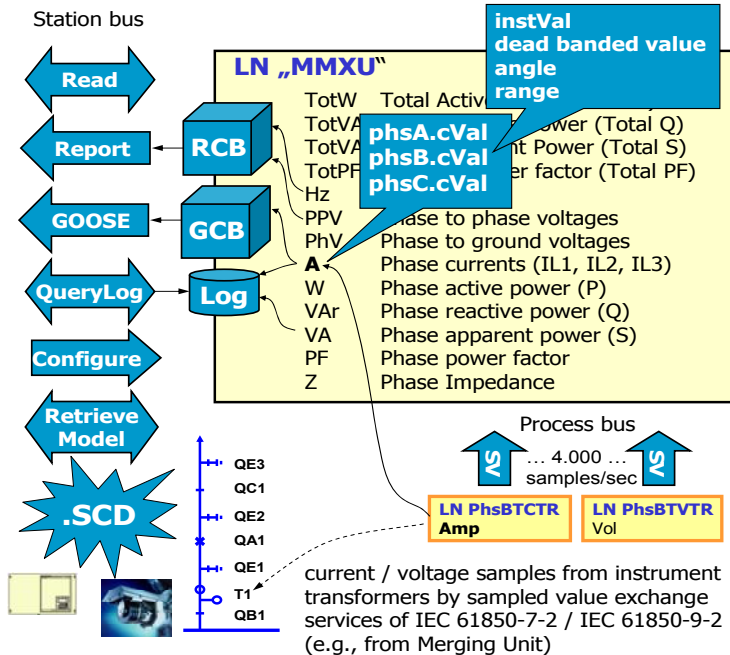 Station bus
Read
Report
GOOSE
QueryLog
Configure
Retrieve
Model
.SCD
RCB
GCB
Log
LN „MMXU“
TotW Total Active
TotVA Power (Total Q)
TotVA nt Power (Total S)
TotPF er factor (Total PF)
Hz
PPV Phase to phase voltages
PhV Phase to ground voltages
A Phase currents (IL1, IL2, IL3)
W Phase active power (P)
VAr Phase reactive power (Q)
VA Phase apparent power (S)
PF Phase power factor
Z Phase Impedance
instVal
dead banded value
angle
range
phsA.cVal
phsB.cVal
phsC.cVal
Process bus
SV
... 4.000 ...
samples/sec
SV
LN PhsBTCTR
Amp
LN PhsBTVTR
Vol
QE3
QC1
QE2
QA1
QE1
T1
QB1
current / voltage samples from instrument
transformers by sampled value exchange
services of IEC 61850-7-2 / IEC 61850-9-2
(e.g., from Merging Unit)